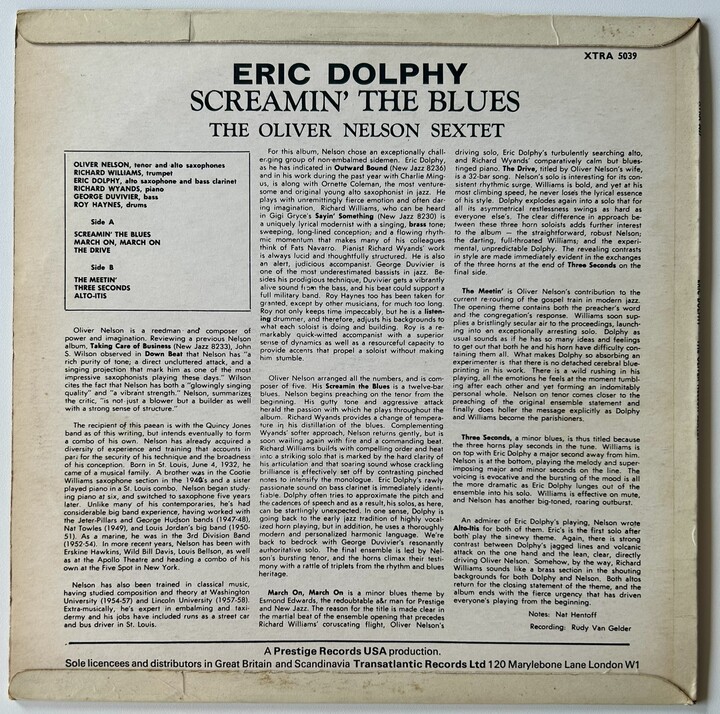 XTRA 5039
ERIC DOLPHY
SCREAMIN' THE BLUES
THE OLIVER NELSON SEXTET
OLIVER NELSON, tenor and alto saxophones
RICHARD WILLIAMS, trumpet
ERIC DOLPHY, alto saxophone and bass clarinet
RICHARD WYANDS, piano
GEORGE DUVIVIER, bass
ROY HAYNES, drums
Side A
SCREAMIN' THE BLUES
MARCH ON, MARCH ON
THE DRIVE
Side B
THE MEETIN'
THREE SECONDS
ALTO-ITIS
Oliver Nelson is a reedman and composer of
power and imagination. Reviewing a previous Nelson
album, Taking Care of Business (New Jazz 8233), John
S. Wilson observed in Down Beat that Nelson has "a
rich purity of tone; a direct uncluttered attack, and a
singing projection that mark him as one of the most
impressive saxophonists playing these days." Wilson
cites the fact that Nelson has both a "glowingly singing
quality" and "a vibrant strength." Nelson, summarizes
the critic, "is not just a blower but a builder as well
with a strong sense of structure."
The recipient of this paean is with the Quincy Jones
band as of this writing, but intends eventually to form
a combo of his own. Nelson has already acquired a
diversity of experience and training that accounts in
part for the security of his technique and the boldness
of his conception. Born in St. Louis, June 4, 1932, he
came of a musical family. A brother was in the Cootie
Williams saxophone section in the 1940's and a sister
played piano in a St. Louis combo. Nelson began study-
ing piano at six, and switched to saxophone five years
later. Unlike many of his contemporaries, he's had
considerable big band experience, having worked with
the Jeter-Pillars and George Hudson bands (1947-48),
Nat Towles (1949), and Louis Jordan's big band (1950-
51). As a marine, he was in the 3rd Division Band
(1952-54). In more recent years, Nelson has been with
Erskine Hawkins, Wild Bill Davis, Louis Bellson, as well
as at the Apollo Theatre and heading a combo of his
own at the Five Spot in New York.
Nelson has also been trained in classical music,
having studied composition and theory at Washington
University (1954-57) and Lincoln University (1957-58).
Extra-musically, he's expert in embalming and taxi-
dermy and his jobs have included runs as a street car
and bus driver in St. Louis.
For this album, Nelson chose an exceptionally chall-
erging group of non-embalmed sidemen. Eric Dolphy,
as he has indicated in Outward Bound (New Jazz 8236)
and in his work during the past year with Charlie Ming-
us, is along with Ornette Coleman, the most venture-
some and original young alto saxophonist in jazz. He
plays with unremittingly fierce emotion and often dar-
ing imagination. Richard Williams, who can be heard
in Gigi Gryce's Sayin' Something (New Jazz 8230) is
a uniquely lyrical modernist with a singing, brass tone;
sweeping, long-lined conception; and a flowing rhyth-
mic momentum that makes many of his colleagues
think of Fats Navarro. Pianist Richard Wyands' work
is always lucid and thoughtfully structured. He is also
an alert, judicious accompanist. George Duvivier is
one of the most underestimated bassists in jazz. Be-
sides his prodigious technique, Duvivier gets a vibrantly
alive sound from the bass, and his beat could support a
full military band. Roy Haynes too has been taken for
granted, except by other musicians, for much too long.
Roy not only keeps time impeccably, but he is a listen-
ing drummer, and therefore, adjusts his backgrounds to
what each soloist is doing and building. Roy is a re-
markably quick-witted accompanist with a superior
sense of dynamics as well as a resourceful capacity to
provide accents that propel a soloist without making
him stumble.
Oliver Nelson arranged all the numbers, and is com-
poser of five. His Screamin the Blues is a twelve-bar
blues. Nelson begins preaching on the tenor from the
beginning. His gutty tone and aggressive attack
herald the passion with which he plays throughout the
album. Richard Wyands provides a change of tempera-
ture in his distillation of the blues. Complementing
Wyands' softer approach, Nelson returns gently, but is
soon wailing again with fire and a commanding beat.
Richard Williams builds with compelling order and heat
into a striking solo that is marked by the hard clarity of
his articulation and that soaring sound whose crackling
brilliance is effectively set off by contrasting pinched
notes to intensify the monologue. Eric Dolphy's rawly
passionate sound on bass clarinet is immediately identi-
fiable. Dolphy often tries to approximate the pitch and
the cadences of speech and as a result, his solos, as here,
can be startlingly unexpected. In one sense, Dolphy is
going back to the early jazz tradition of highly vocal-
ized horn playing, but in addition, he uses a thoroughly
modern and personalized harmonic language. We're
back to bedrock with George Duvivier's resonantly
authoritative solo. The final ensemble is led by Nel-
son's bursting tenor, and the horns climax their testi-
mony with a rattle of triplets from the rhythm and blues
heritage.
March On, March On is a minor blues theme by
Esmond Edwards, the redoubtable a&r man for Prestige
and New Jazz. The reason for the title is made clear in
the martial beat of the ensemble opening that precedes
Richard Williams' coruscating flight, Oliver Nelson's
driving solo, Eric Dolphy's turbulently searching alto,
and Richard Wyands' comparatively calm but blues-
tinged piano. The Drive, titled by Oliver Nelson's wife,
is a 32-bar song. Nelson's solo is interesting for its con-
sistent rhythmic surge. Williams is bold, and yet at his
most climbing speed, he never loses the lyrical essence
of his style. Dolphy explodes again into a solo that for
all its asymmetrical restlessness swings as hard as
everyone else's. The clear difference in approach be-
tween these three horn soloists adds further interest
to the album — the straightforward, robust Nelson;
the darting, full-throated Williams; and the experi-
mental, unpredictable Dolphy. The revealing contrasts
in style are made immediately evident in the exchanges
of the three horns at the end of Three Seconds on the
final side.
The Meetin' is Oliver Nelson's contribution to the
current re-routing of the gospel train in modern jazz.
The opening theme contains both the preacher's word
and the congregation's response. Williams soon sup-
plies a bristlingly secular air to the proceedings, launch-
ing into an exceptionally arresting solo. Dolphy as
usual sounds as if he has so many ideas and feelings
to get out that both he and his horn have difficulty con-
taining them all. What makes Dolphy so absorbing an
experimenter is that there is no detached cerebral blue-
printing in his work. There is a wild rushing in his
playing, all the emotions he feels at the moment tumbl-
ing after each other and yet forming an indomitably
personal whole. Nelson on tenor comes closer to the
preaching of the original ensemble statement and
finally does holler the message explicitly as Dolphy
and Williams become the parishioners.
Three Seconds, a minor blues, is thus titled because
the three horns play seconds in the tune. Williams is
on top with Eric Dolphy a major second away from him.
Nelson is at the bottom, playing the melody and super-
imposing major and minor seconds on the line. The
voicing is evocative and the bursting of the mood is all
the more dramatic as Dolphy lunges out of the
ensemble into his solo. Williams is effective on mute,
and Nelson has another big-toned, roaring outburst.
An admirer of Eric Dolphy's playing, Nelson wrote
Alto-Itis for both of them. Eric's is the first solo after
both play the sinewy theme. Again, there is strong
contrast between Dolphy's jagged lines and volcanic
attack on the one hand and the lean, clear, directly
driving Oliver Nelson. Somehow, by the way, Richard
Williams sounds like a brass section in the shouting
backgrounds for both Dolphy and Nelson. Both altos
return for the closing statement of the theme, and the
album ends with the fierce urgency that has driven
everyone's playing from the beginning.
Notes: Nat Hentoff
Recording: Rudy Van Gelder
A Prestige Records USA production.
Sole licencees and distributors in Great Britain and Scandinavia Transatlantic Records Ltd 120 Marylebone Lane London W1